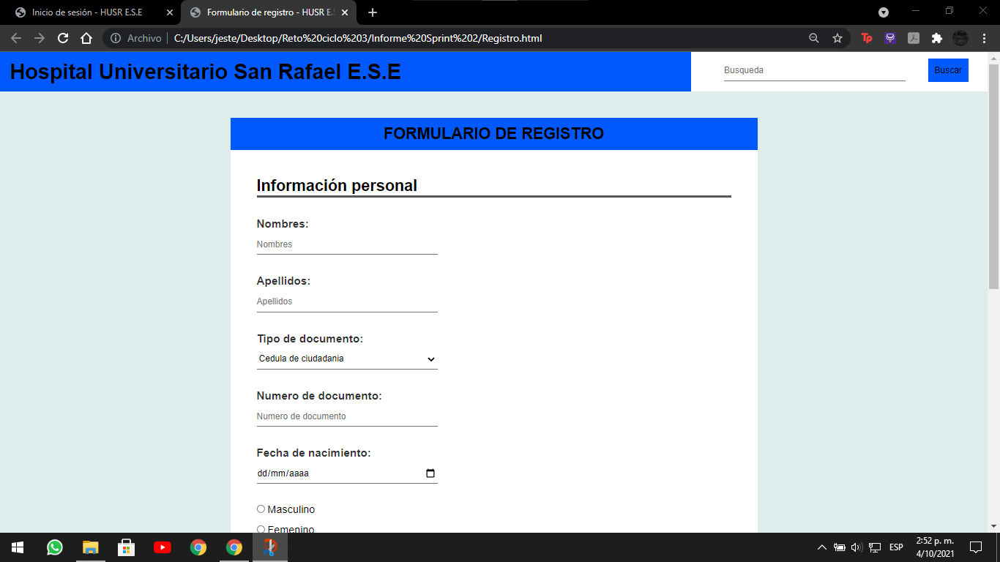 Inicio de sesión - HUSR E.S.E
Formulario de registro - HUSR E.S
Archivo
C:/Users/jeste/Desktop/Reto%20ciclo%203/Informe%20Sprint%202/Registro.html
Tp
Hospital Universitario San Rafael E.S.E
Busqueda
Buscar
FORMULARIO DE REGISTRO
Información personal
Nombres:
Nombres
Apellidos:
Apellidos
Tipo de documento:
Cedula de ciudadania
Numero de documento:
Numero de documento
Fecha de nacimiento:
dd/mm/aaaa
Masculino
Femenino
ESP
2:52 p. m.
4/10/2021